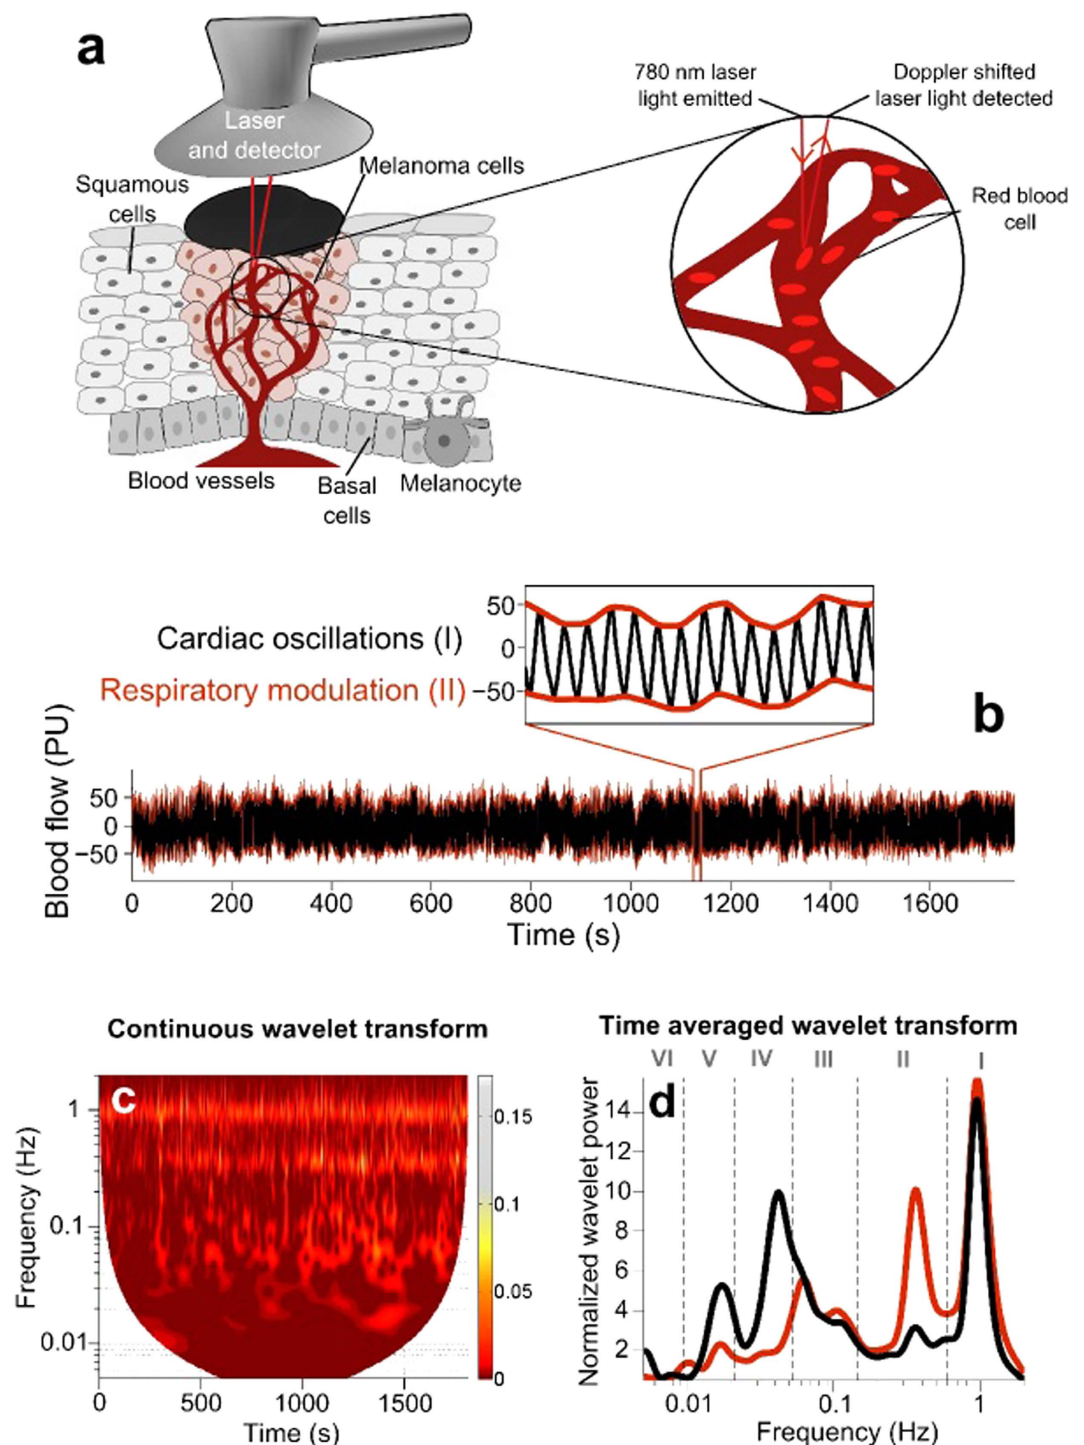 a
Laser
and detector
Squamous
cells
Melanoma cells
780 nm laser
light emitted
Doppler shifted
laser light detected
Red blood
cell
Blood vessels
Basal
cells
Melanocyte
b
Cardiac oscillations (I)
Respiratory modulation (II)
50
0
−50
Blood flow (PU)
50
0
−50
0 200 400 600 800 1000 1200 1400 1600
Time (s)
Continuous wavelet transform
c
Frequency (Hz)
1
0.1
0.01
0 500 1000 1500
Time (s)
0.15
0.1
0.05
0
Time averaged wavelet transform
VI V IV III II I
d
Normalized wavelet power
14
12
10
8
6
4
2
0.01 0.1 1
Frequency (Hz)